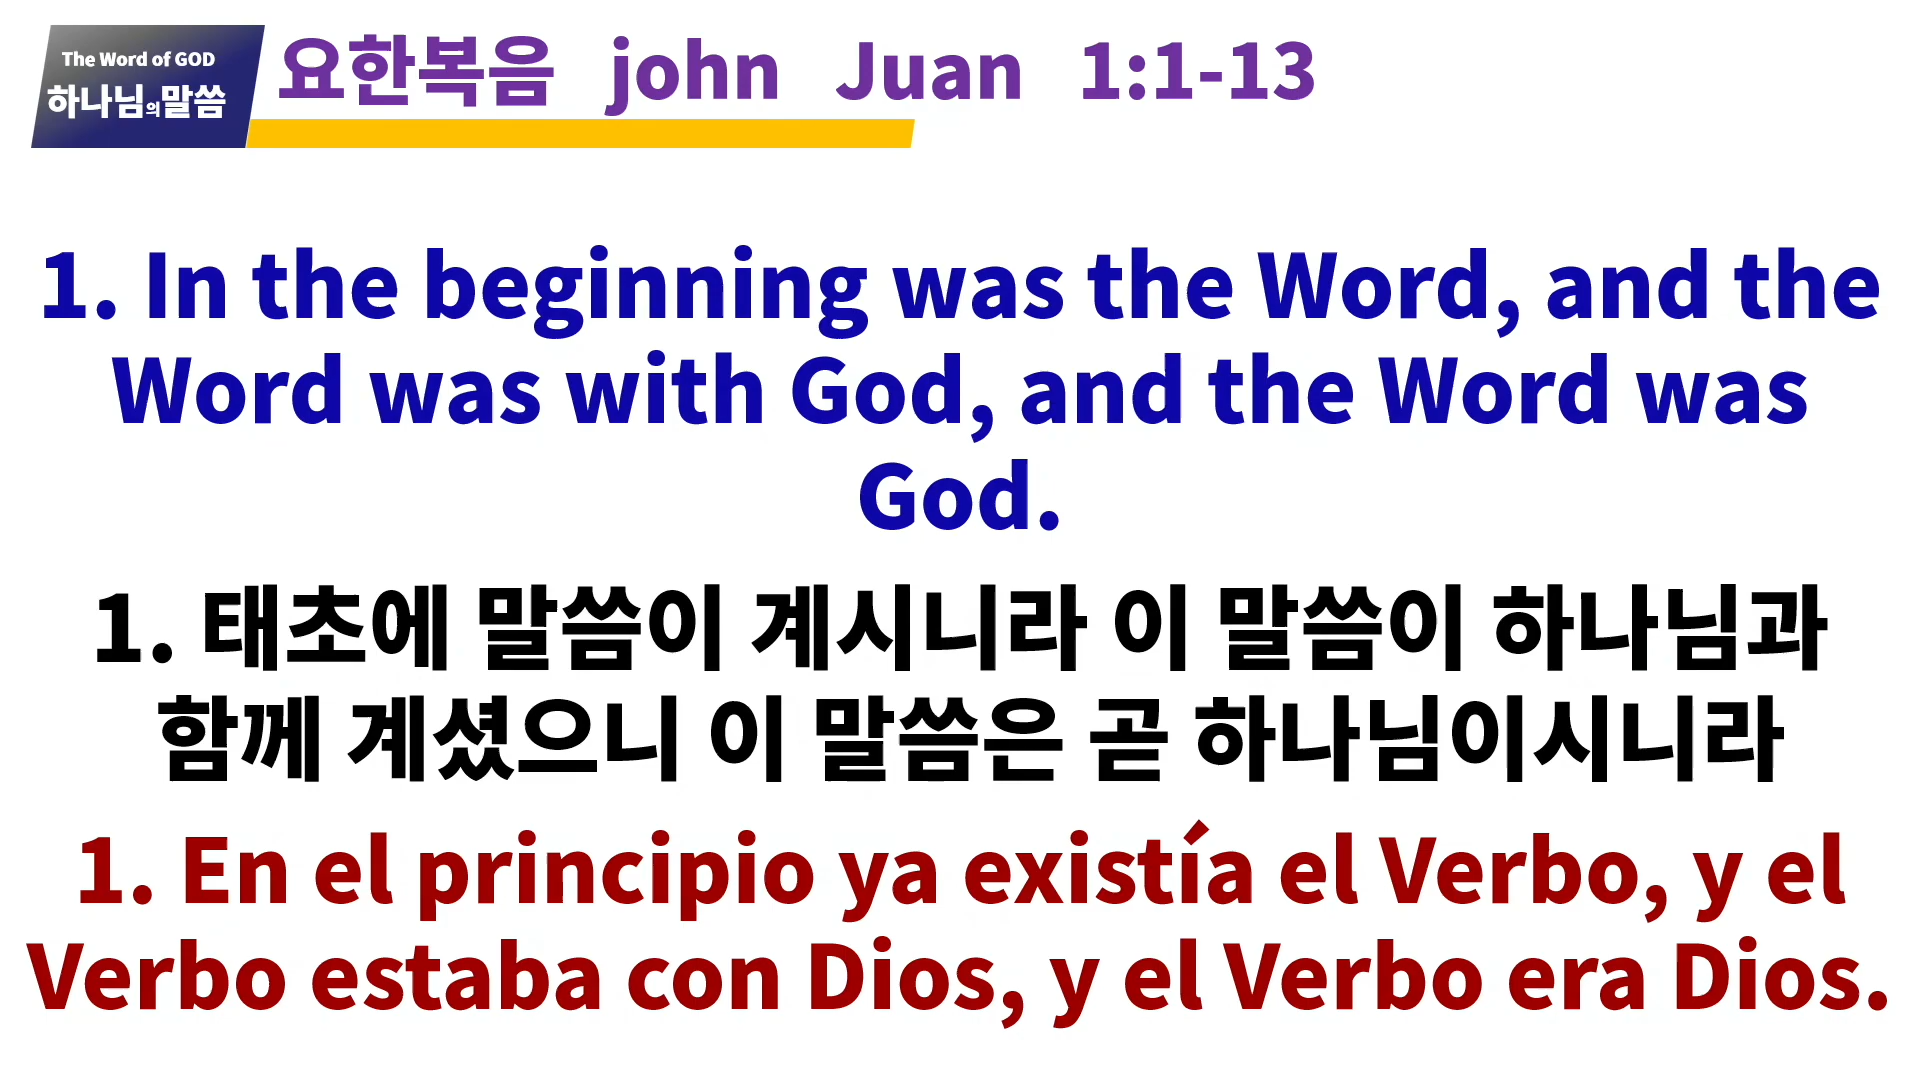 The Word of GOD
하나님의말씀
요한복음 john Juan 1:1-13
1. In the beginning was the Word, and the
Word was with God, and the Word was
God.
1. 태초에 말씀이 계시니라 이 말씀이 하나님과
함께 계셨으니 이 말씀은 곧 하나님이시니라
1. En el principio ya existía el Verbo, y el
Verbo estaba con Dios, y el Verbo era Dios.